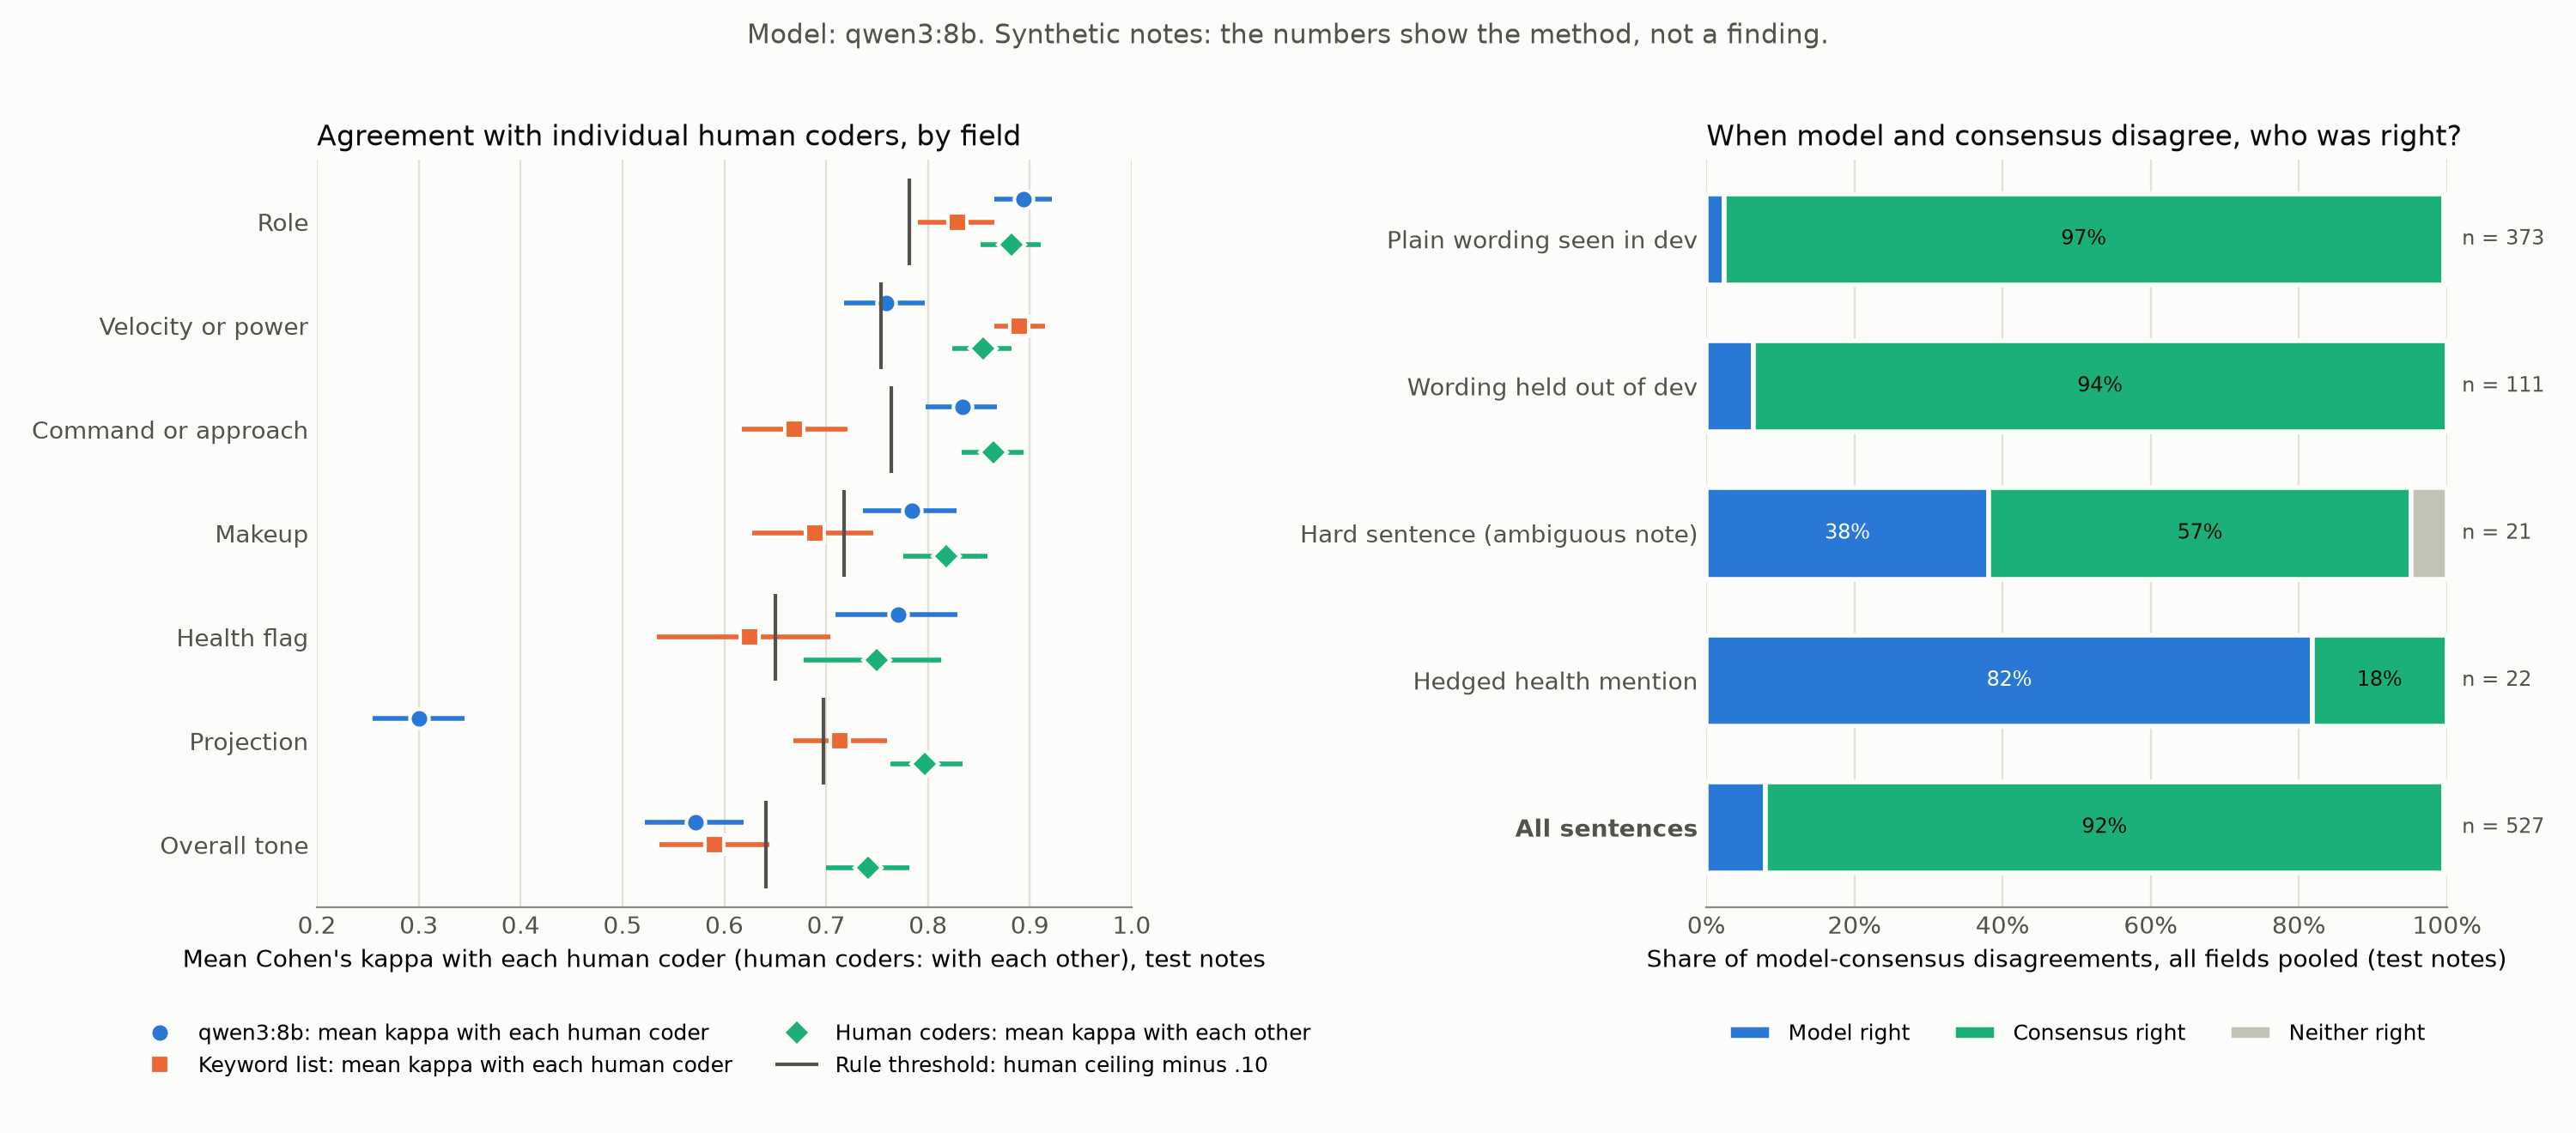 Model: qwen3:8b. Synthetic notes: the numbers show the method, not a finding.
Agreement with individual human coders, by field
Role
Velocity or power
Command or approach
Makeup
Health flag
Projection
Overall tone
0.2 0.3 0.4 0.5 0.6 0.7 0.8 0.9 1.0
Mean Cohen's kappa with each human coder (human coders: with each other), test notes
qwen3:8b: mean kappa with each human coder
Keyword list: mean kappa with each human coder
Human coders: mean kappa with each other
Rule threshold: human ceiling minus .10
When model and consensus disagree, who was right?
Plain wording seen in dev 97% n = 373
Wording held out of dev 94% n = 111
Hard sentence (ambiguous note) 38% 57% n = 21
Hedged health mention 82% 18% n = 22
All sentences 92% n = 527
0% 20% 40% 60% 80% 100%
Share of model-consensus disagreements, all fields pooled (test notes)
Model right Consensus right Neither right